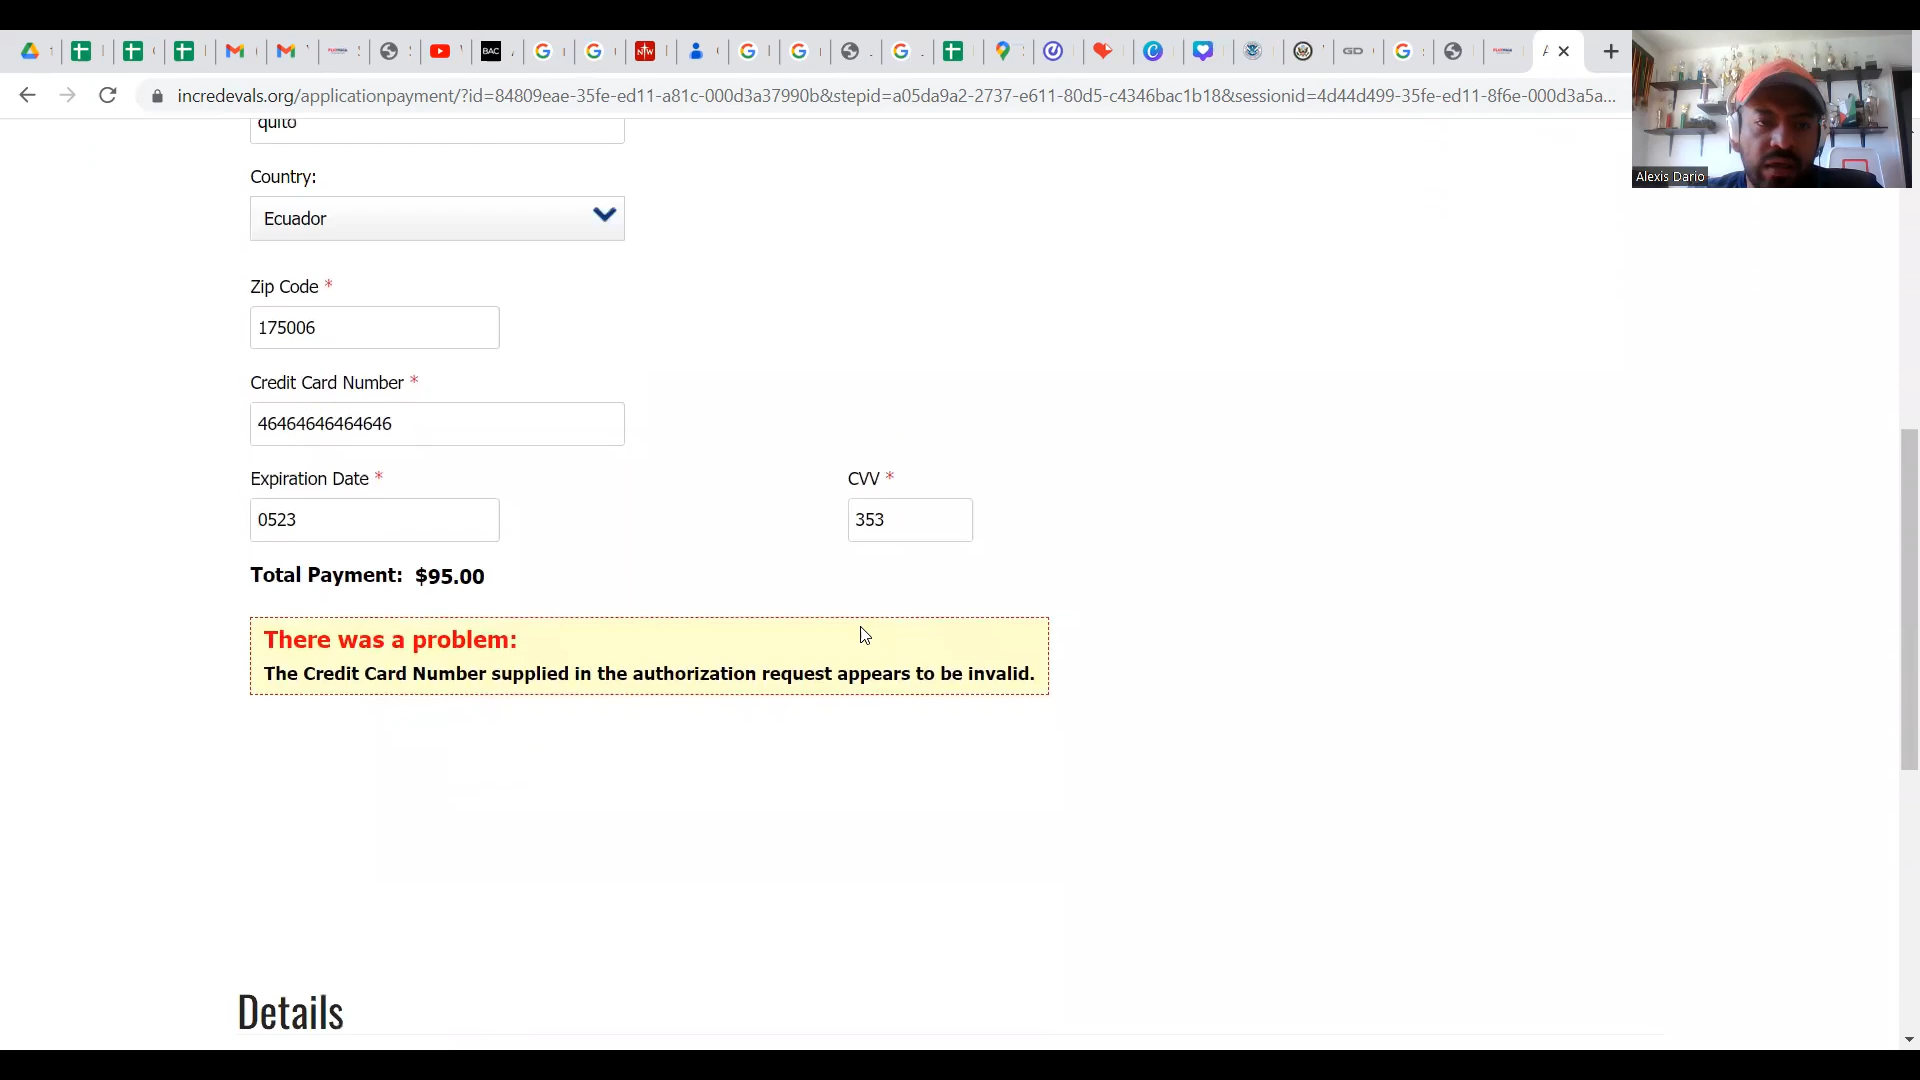 incredevals.org/applicationpayment/?id=84809eae-35fe-ed11-a81c-000d3a37990b&stepid=a05da9a2-2737-e611-80d5-c4346bac1b18&sessionid=4d44d499-35fe-ed11-8f6e-000d3a5a...
Alexis Dario
quito
Country:
Ecuador
Zip Code *
175006
Credit Card Number *
46464646464646
Expiration Date *
CVV *
0523
353
Total Payment: $95.00
There was a problem:
The Credit Card Number supplied in the authorization request appears to be invalid.
Details